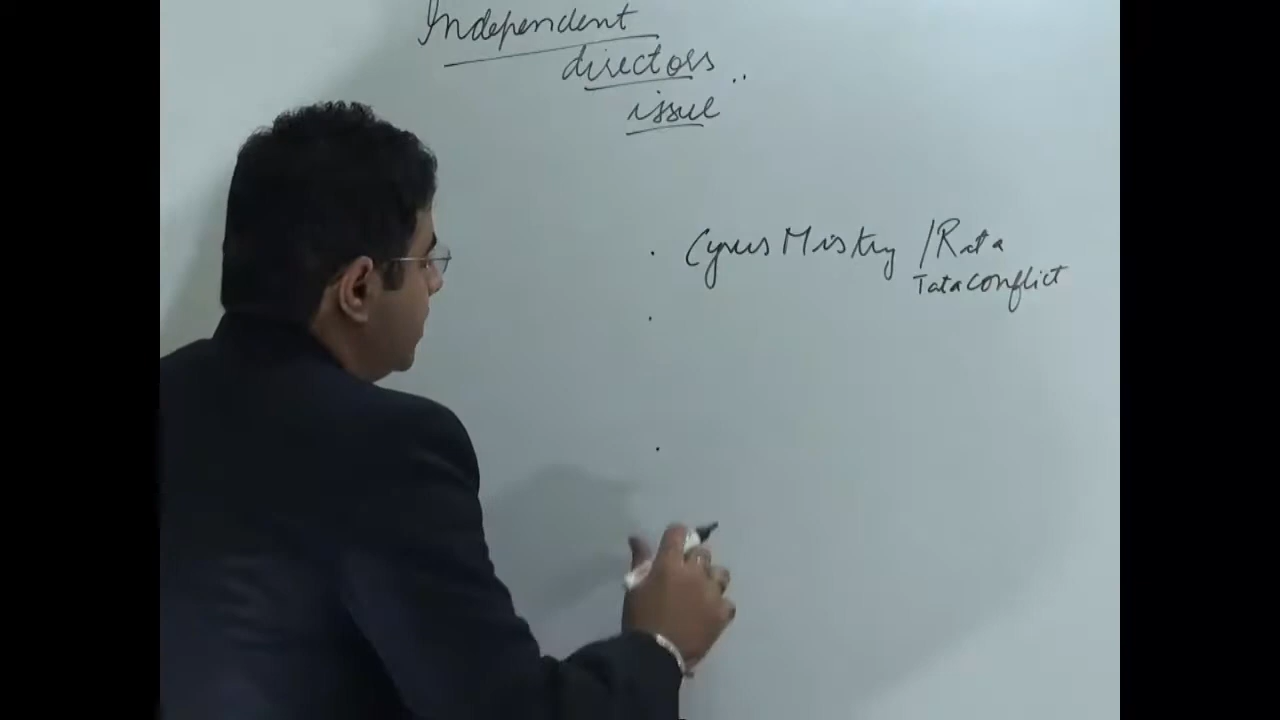 Independent
directors ..
issue
. Cyrus Mistry / Rata
Tata conflict
.
.